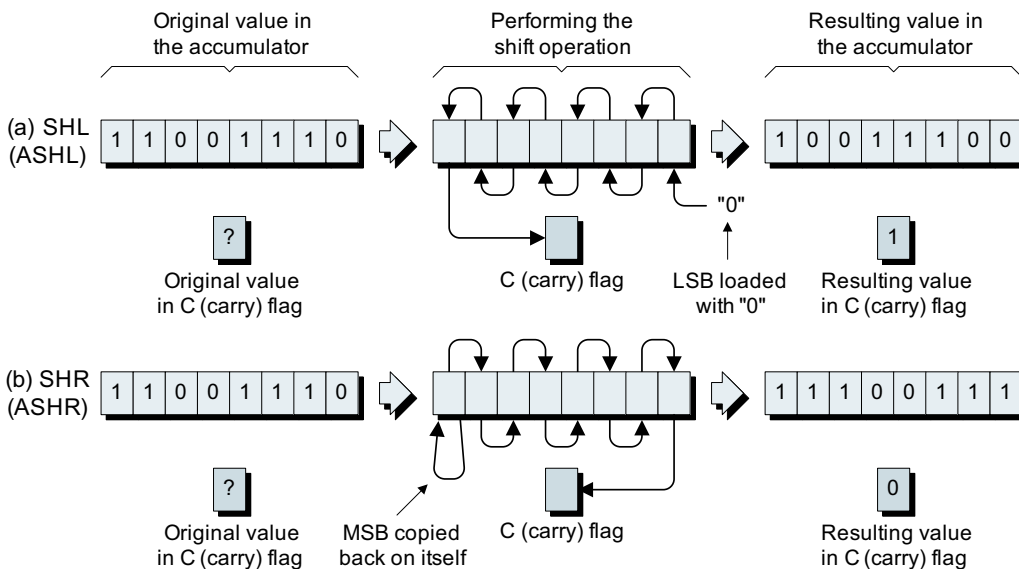 Original value in
the accumulator
Performing the
shift operation
Resulting value in
the accumulator
(a) SHL
(ASHL)
1 1 0 0 1 1 1 0
1 0 0 1 1 1 0 0
"0"
?
1
Original value
in C (carry) flag
C (carry) flag
LSB loaded
with "0"
Resulting value
in C (carry) flag
(b) SHR
(ASHR)
1 1 0 0 1 1 1 0
1 1 1 0 0 1 1 1
?
0
Original value
in C (carry) flag
MSB copied
back on itself
C (carry) flag
Resulting value
in C (carry) flag